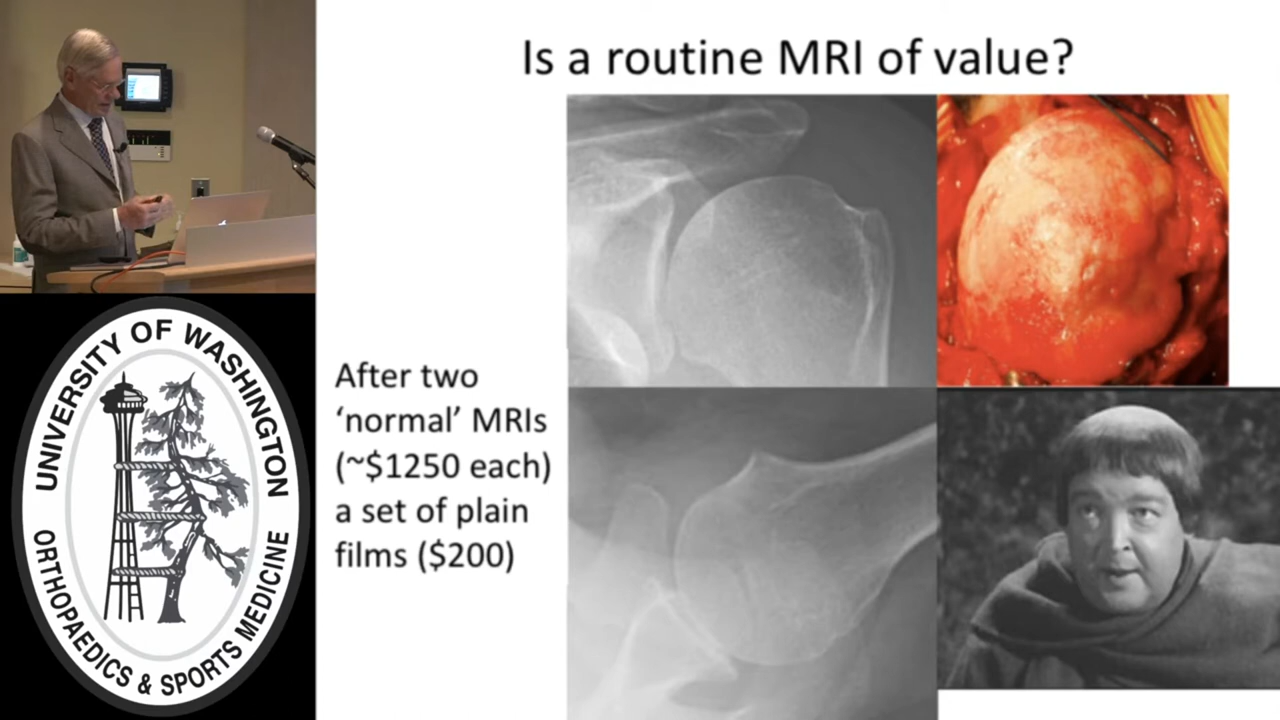 Is a routine MRI of value?
After two
‘normal’ MRIs
(~$1250 each)
a set of plain
films ($200)
UNIVERSITY OF WASHINGTON
ORTHOPAEDICS & SPORTS MEDICINE